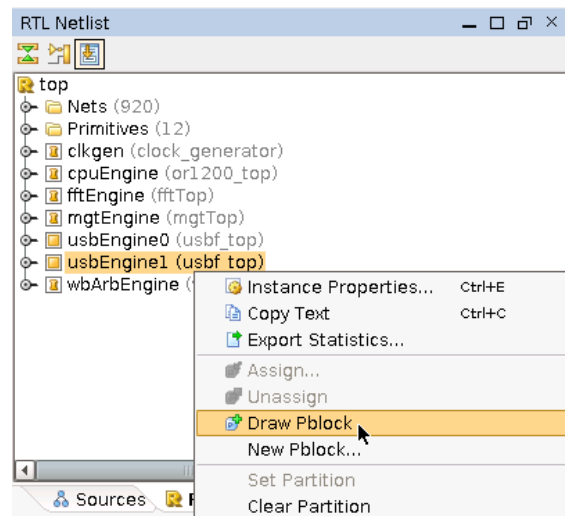 RTL Netlist
top
Nets (920)
Primitives (12)
clkgen (clock_generator)
cpuEngine (or1200_top)
fftEngine (fftTop)
mgtEngine (mgtTop)
usbEngine0 (usbf_top)
usbEngine1 (usbf_top)
wbArbEngine (
Instance Properties... Ctrl+E
Copy Text Ctrl+C
Export Statistics...
Assign...
Unassign
Draw Pblock
New Pblock...
Set Partition
Clear Partition
Sources